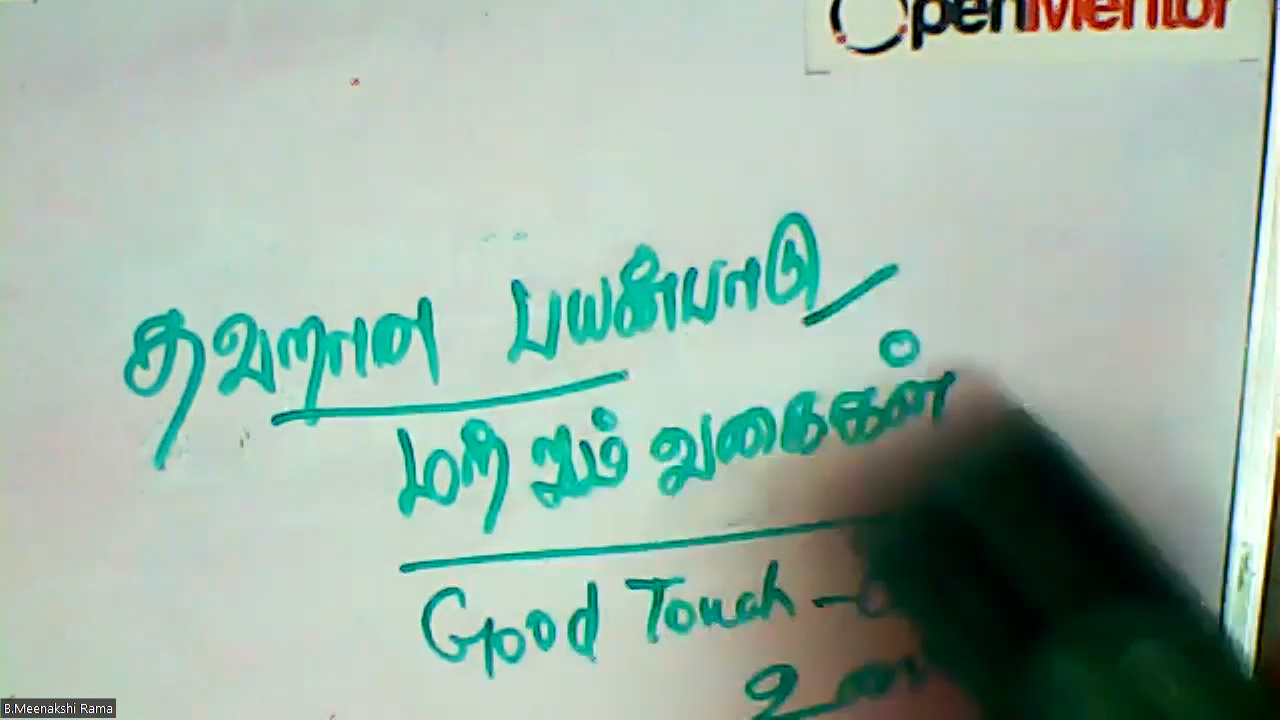 OpenMentor
தவறான பயன்பாடு
மற்றும் வகைகள்
Good Touch -
B.Meenakshi Rama